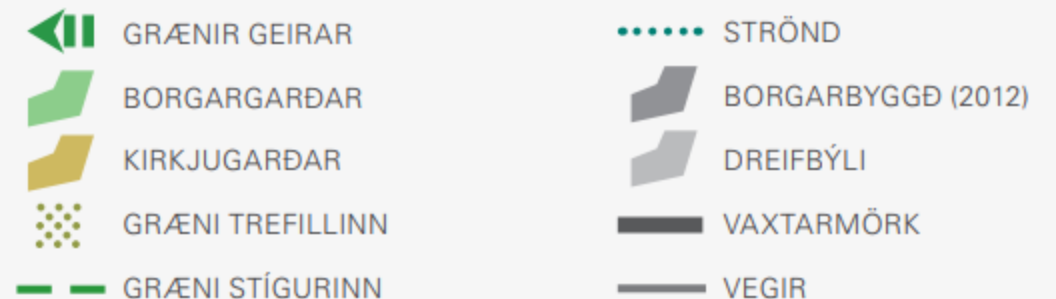 GRÆNIR GEIRAR
BORGARGARÐAR
KIRKJUGARÐAR
GRÆNI TREFILLINN
GRÆNI STÍGURINN
STRÖND
BORGARBYGGÐ (2012)
DREIFBÝLI
VAXTARMÖRK
VEGIR